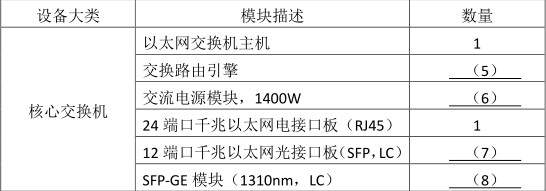 设备大类 模块描述 数量
以太网交换机主机 1
交换路由引擎 （5）
交流电源模块，1400W （6）
核心交换机
24 端口千兆以太网电接口板（RJ45） 1
12 端口千兆以太网光接口板（SFP，LC） （7）
SFP-GE 模块（1310nm，LC） （8）